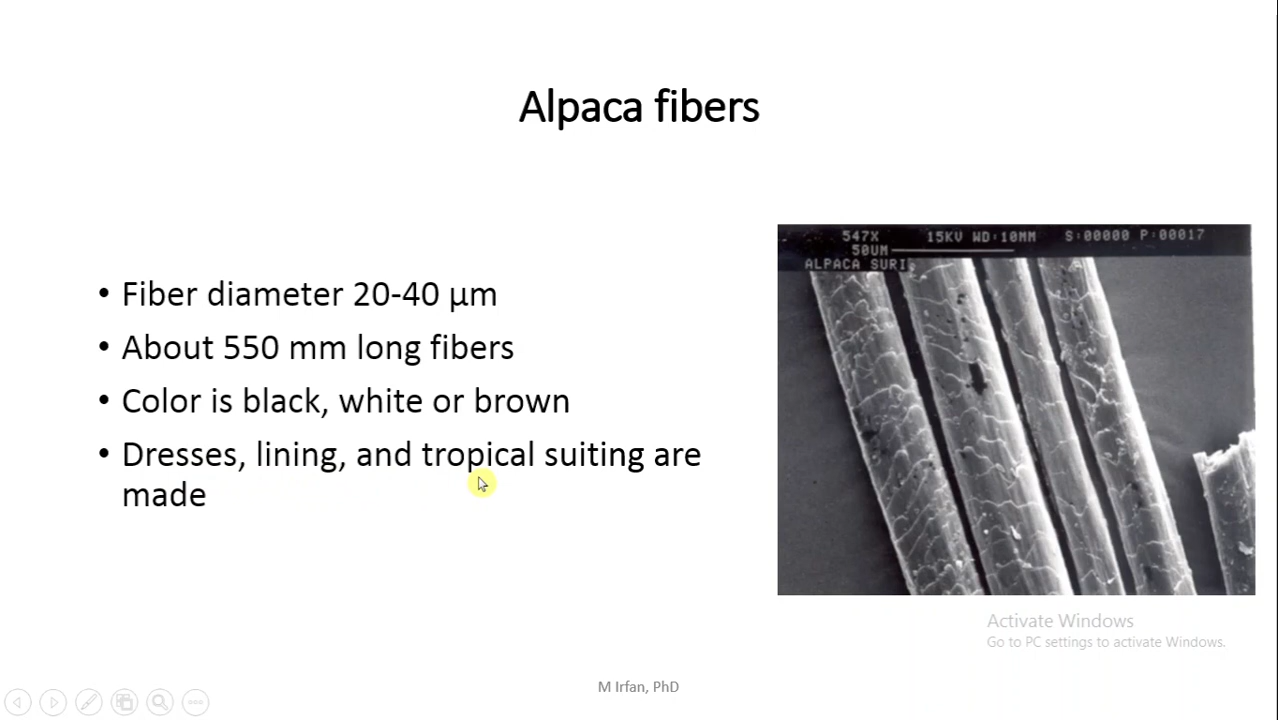 Alpaca fibers
• Fiber diameter 20-40 µm
• About 550 mm long fibers
• Color is black, white or brown
• Dresses, lining, and tropical suiting are
made
547X 15KV WD:10MM S:00000 P:00017
50UM
ALPACA SURI
Activate Windows
Go to PC settings to activate Windows.
M Irfan, PhD